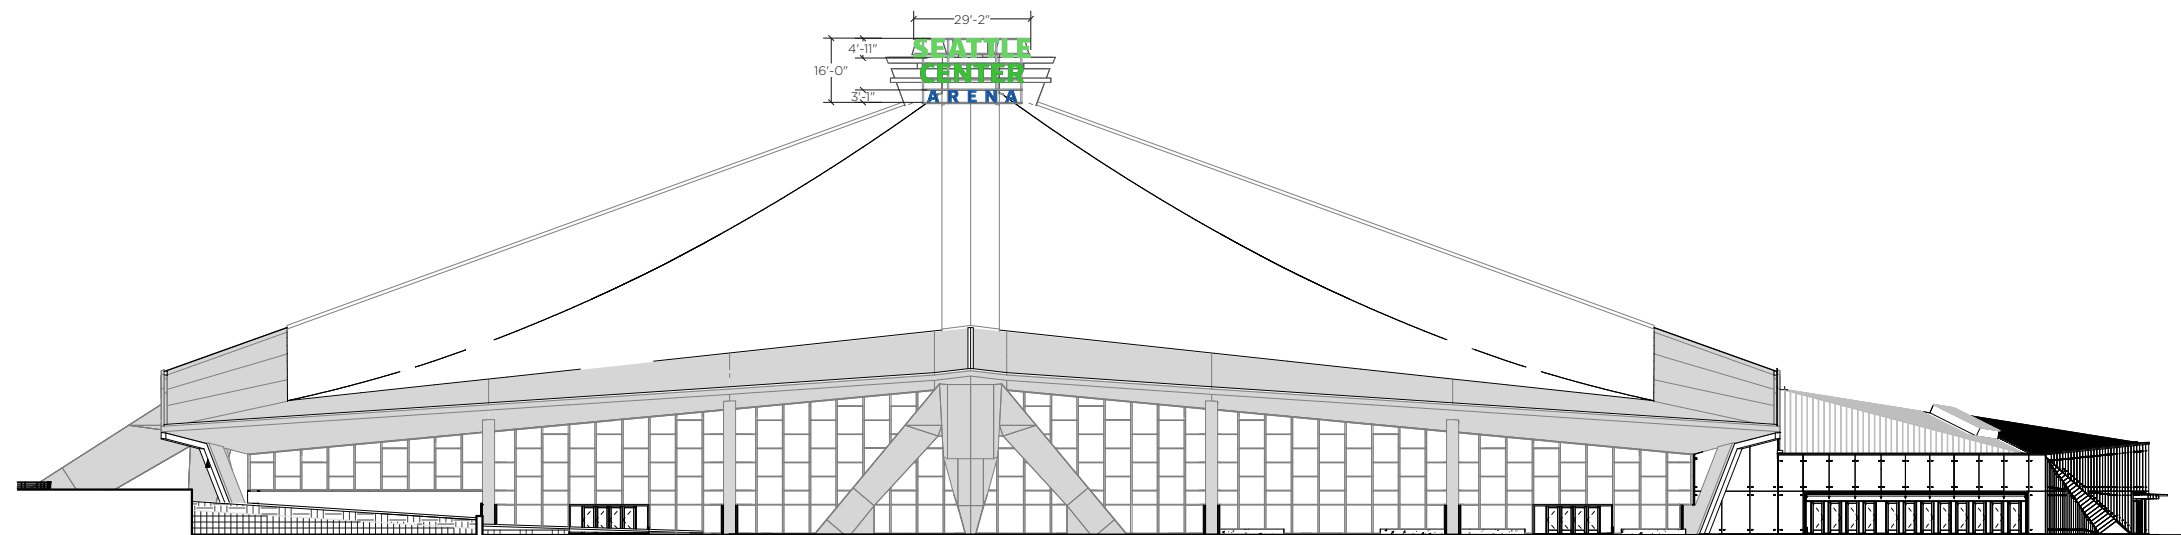 29'-2"
SEATTLE
4'-11"
16'-0"
CENTER
3'-1"
ARENA